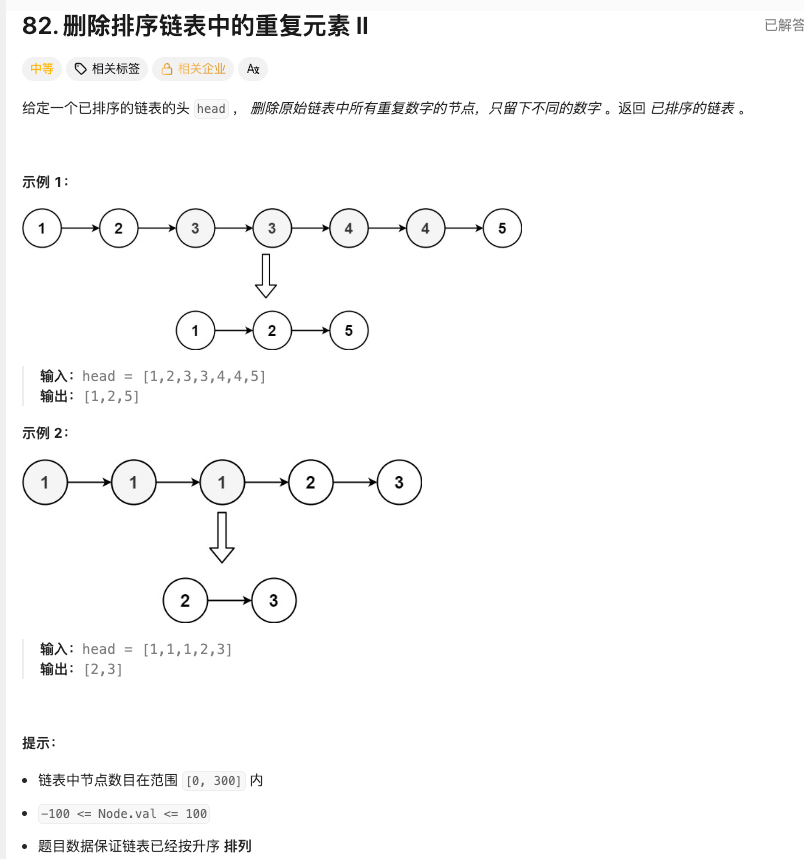 82. 删除排序链表中的重复元素 II
已解答
中等 相关标签 相关企业 Aあ
给定一个已排序的链表的头 head ， 删除原始链表中所有重复数字的节点，只留下不同的数字 。返回 已排序的链表 。
示例 1：
1 2 3 3 4 4 5
1 2 5
输入：head = [1,2,3,3,4,4,5]
输出：[1,2,5]
示例 2：
1 1 1 2 3
2 3
输入：head = [1,1,1,2,3]
输出：[2,3]
提示：
• 链表中节点数目在范围 [0, 300] 内
• -100 <= Node.val <= 100
• 题目数据保证链表已经按升序 排列